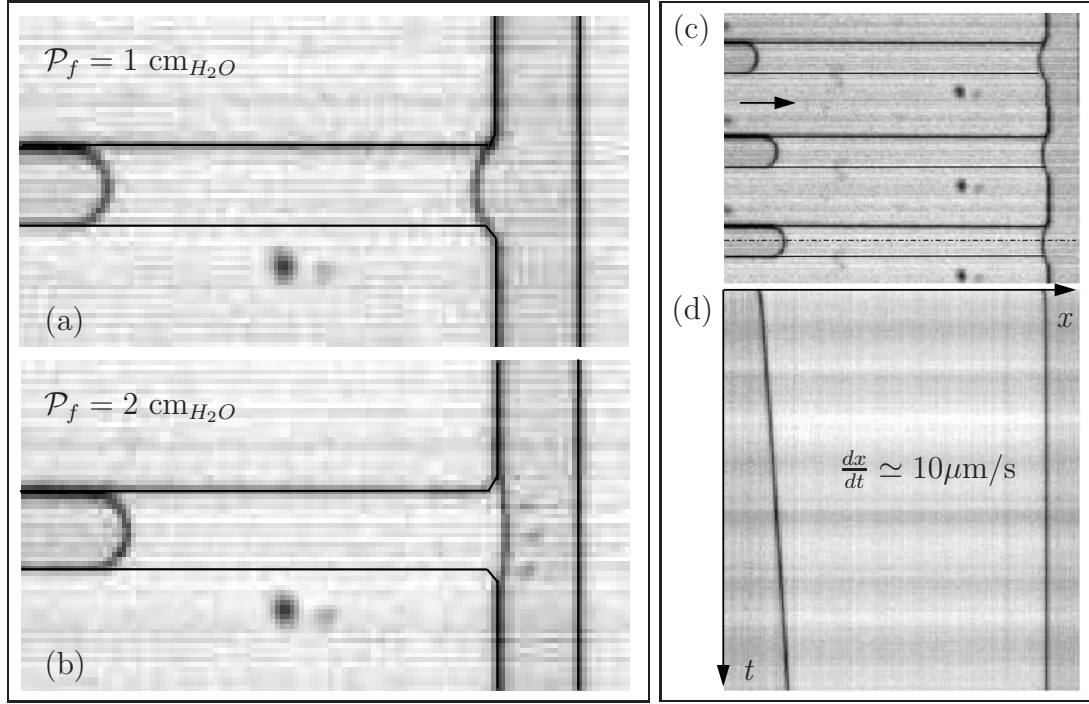 𝒫_f = 1 cm_{H_2O}
(a)
𝒫_f = 2 cm_{H_2O}
(b)
(c)
(d)
x
dx/dt ≃ 10μm/s
t